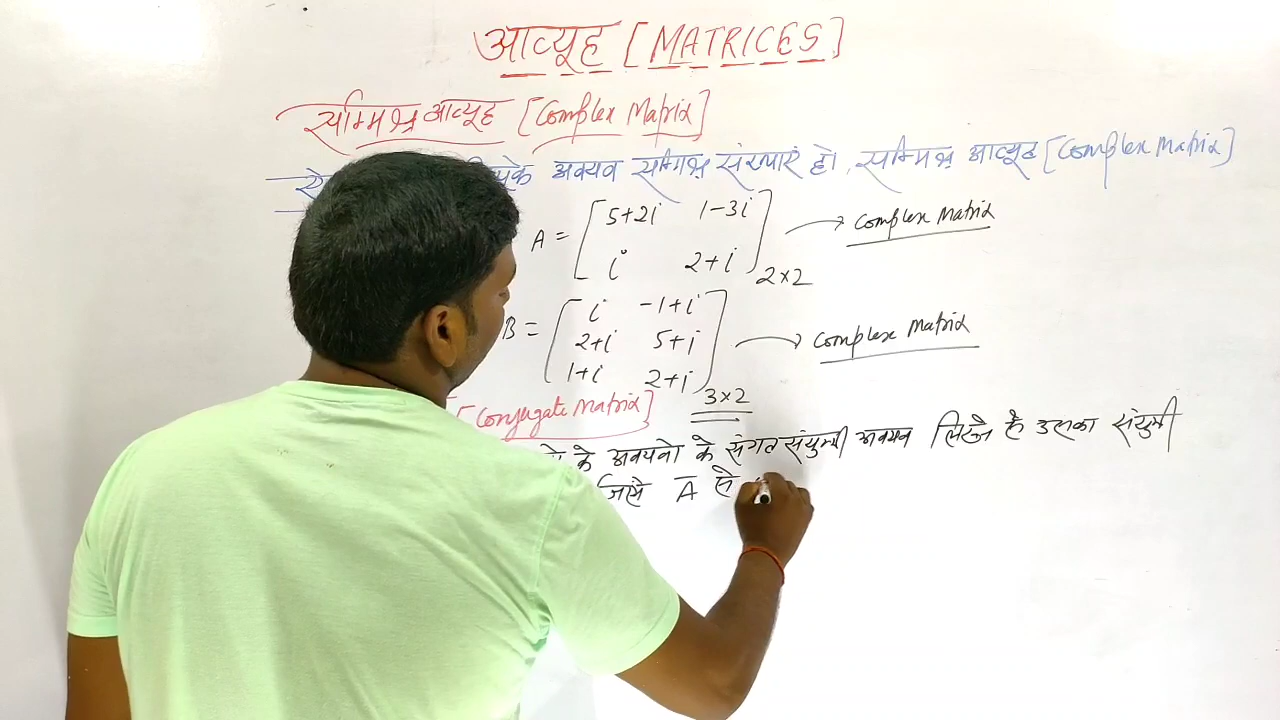 आव्यूह [MATRICES]
सम्मिश्र आव्यूह [Complex Matrix]
अवयव सम्मिश्र संख्याएं हो, सम्मिश्र आव्यूह [Complex Matrix]
A = [5+2i 1-3i
i 2+i] 2×2 → Complex Matrix
B = [i -1+i
2+i 5+i → Complex Matrix
1+i 2+i] 3×2
[Conjugate Matrix]
के अवयवो के संगत संयुग्मी अवयव है उसका संयुग्मी
जिसे A̅ से